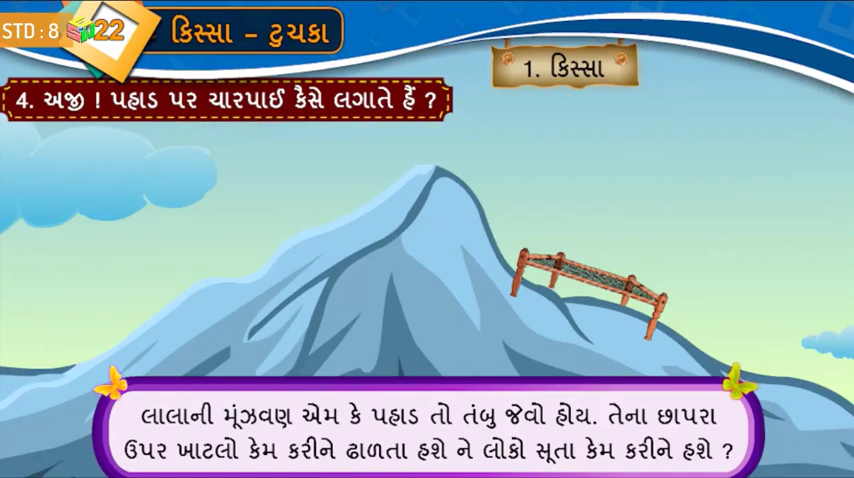 STD : 8
22
કિસ્સા - ટુચકા
1. કિસ્સા
4. અજી ! પહાડ પર ચારપાઈ કૈસે લગાતે હૈં ?
લાલાની મૂંઝવણ એમ કે પહાડ તો તંબુ જેવો હોય. તેના છાપરા
ઉપર ખાટલો કેમ કરીને ઢાળતા હશે ને લોકો સૂતા કેમ કરીને હશે ?